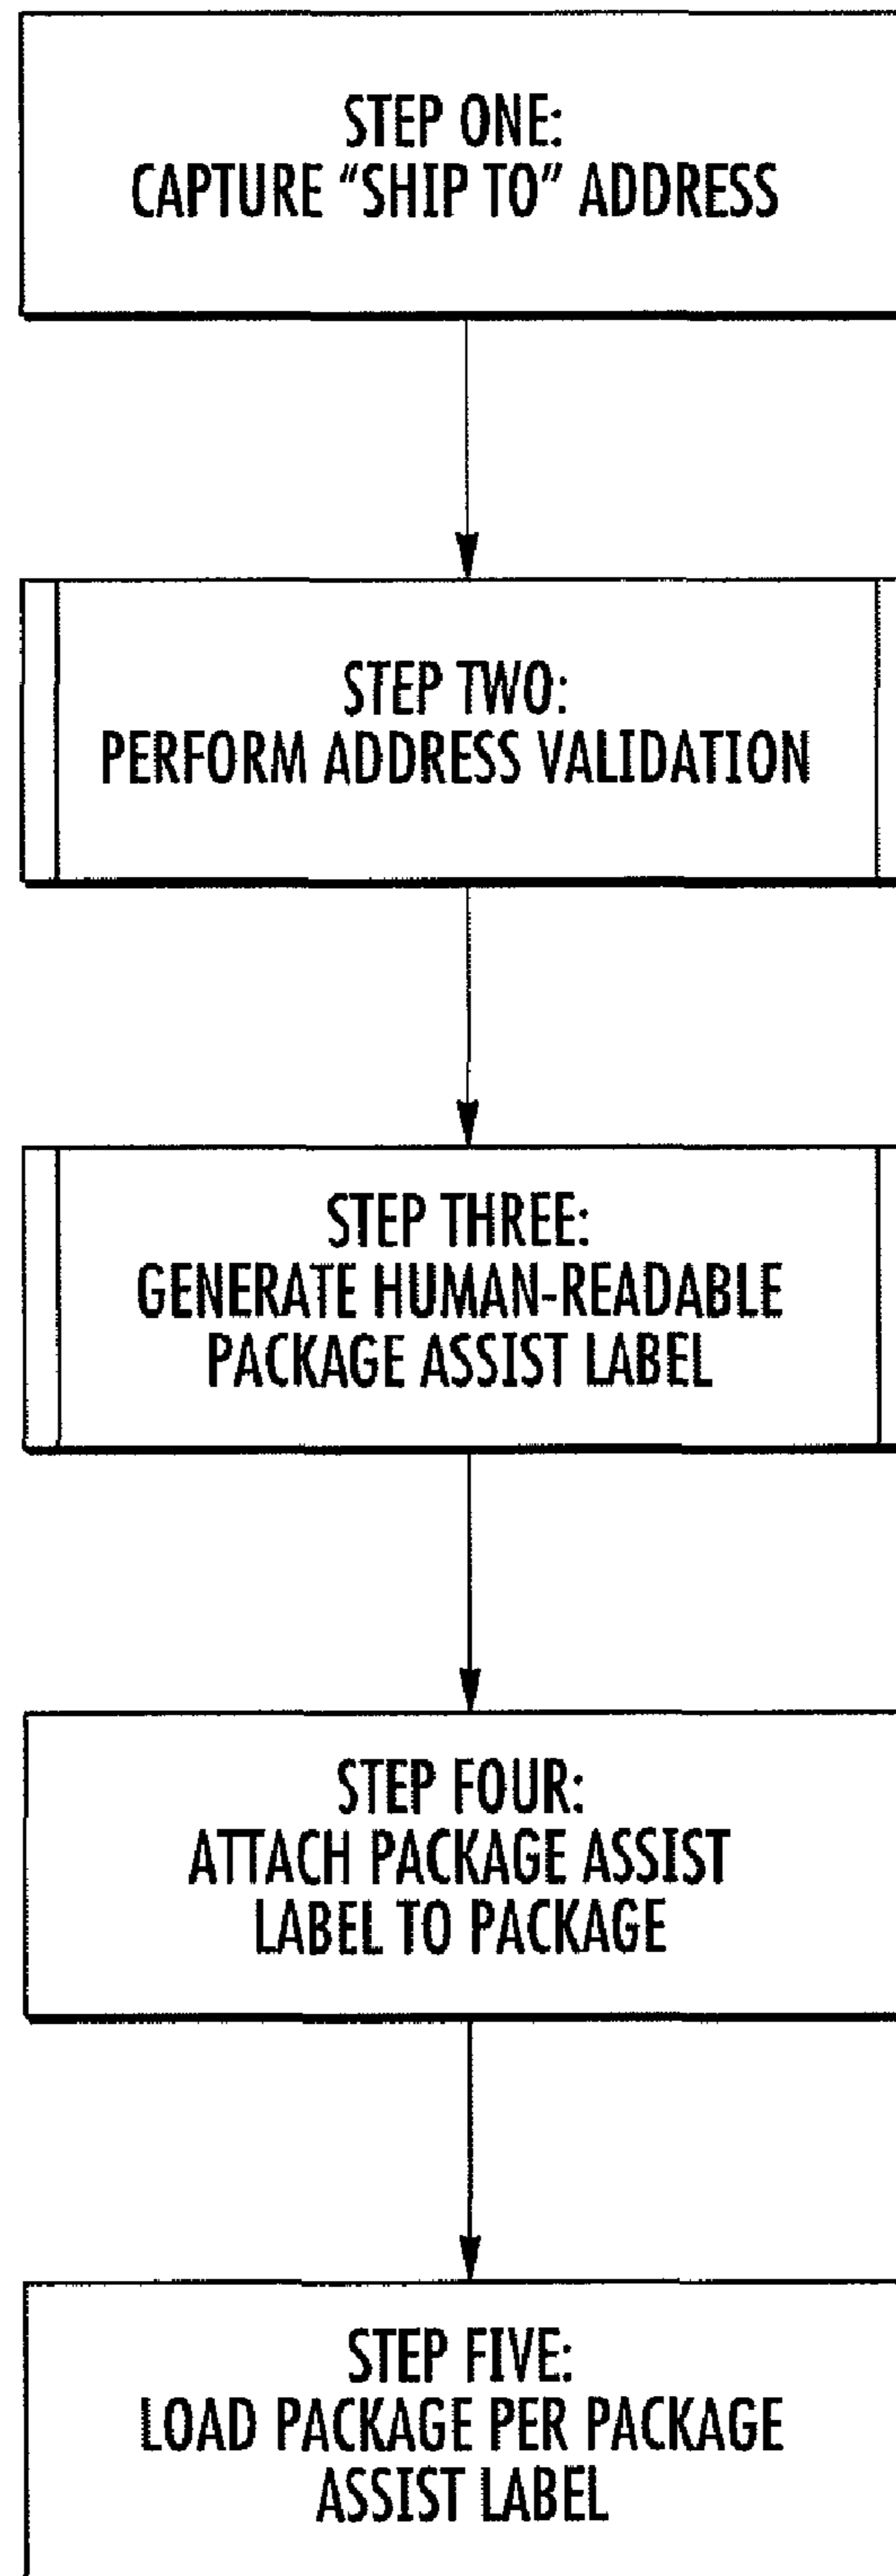 STEP ONE:
CAPTURE “SHIP TO” ADDRESS
STEP TWO:
PERFORM ADDRESS VALIDATION
STEP THREE:
GENERATE HUMAN-READABLE
PACKAGE ASSIST LABEL
STEP FOUR:
ATTACH PACKAGE ASSIST
LABEL TO PACKAGE
STEP FIVE:
LOAD PACKAGE PER PACKAGE
ASSIST LABEL